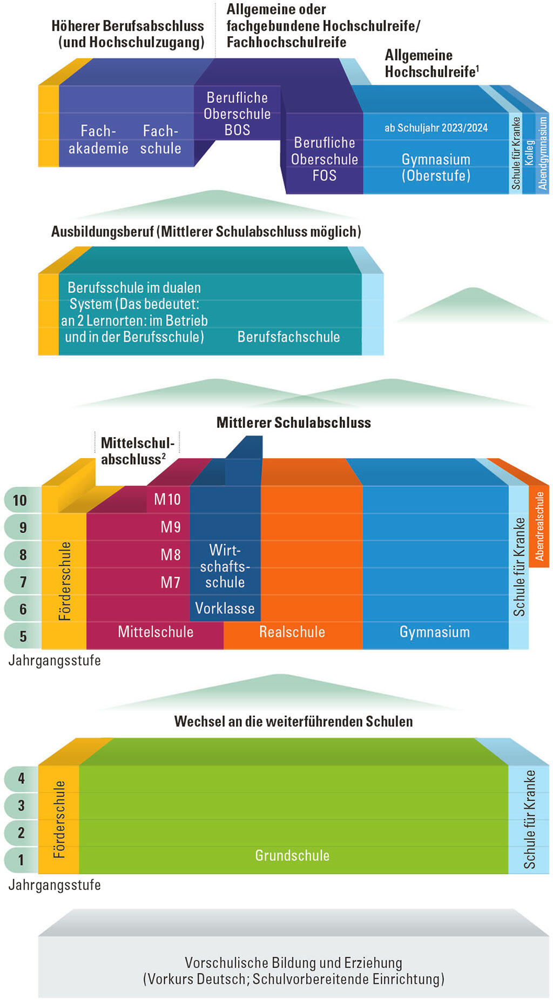 Höherer Berufsabschluss
(und Hochschulzugang)
Allgemeine oder
fachgebundene Hochschulreife/
Fachhochschulreife
Allgemeine
Hochschulreife¹
Fach-
akademie
Fach-
schule
Berufliche
Oberschule
BOS
Berufliche
Oberschule
FOS
ab Schuljahr 2023/2024
Gymnasium
(Oberstufe)
Schule für Kranke
Kolleg
Abendgymnasium
Ausbildungsberuf (Mittlerer Schulabschluss möglich)
Berufsschule im dualen
System (Das bedeutet:
an 2 Lernorten: im Betrieb
und in der Berufsschule)
Berufsfachschule
Mittlerer Schulabschluss
Mittelschul-
abschluss²
10
9
8
7
6
5
Jahrgangsstufe
Förderschule
M10
M9
M8
M7
Mittelschule
Wirt-
schafts-
schule
Vorklasse
Realschule
Gymnasium
Schule für Kranke
Abendrealschule
Wechsel an die weiterführenden Schulen
4
3
2
1
Jahrgangsstufe
Förderschule
Grundschule
Schule für Kranke
Vorschulische Bildung und Erziehung
(Vorkurs Deutsch; Schulvorbereitende Einrichtung)